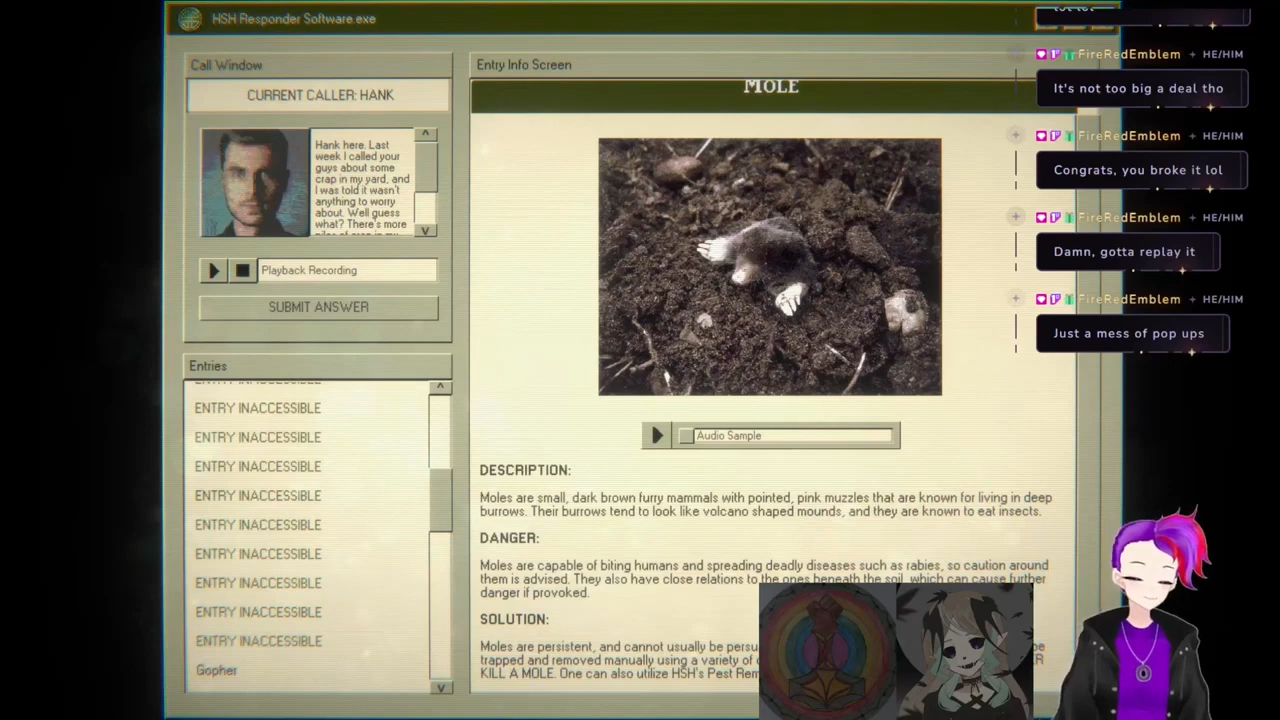 HSH Responder Software.exe
Call Window
CURRENT CALLER: HANK
Hank here. Last
week I called your
guys about some
crap in my yard, and
I was told it wasn't
anything to worry
about. Well guess
what? There's more
Playback Recording
SUBMIT ANSWER
Entries
ENTRY INACCESSIBLE
ENTRY INACCESSIBLE
ENTRY INACCESSIBLE
ENTRY INACCESSIBLE
ENTRY INACCESSIBLE
ENTRY INACCESSIBLE
ENTRY INACCESSIBLE
ENTRY INACCESSIBLE
ENTRY INACCESSIBLE
ENTRY INACCESSIBLE
Gopher
Entry Info Screen
MOLE
Audio Sample
DESCRIPTION:
Moles are small, dark brown furry mammals with pointed, pink muzzles that are known for living in deep
burrows. Their burrows tend to look like volcano shaped mounds, and they are known to eat insects.
DANGER:
Moles are capable of biting humans and spreading deadly diseases such as rabies, so caution around
them is advised. They also have close relations to the ones beneath the soil, which can cause further
danger if provoked.
SOLUTION:
Moles are persistent, and cannot usually be
trapped and removed manually using a variety
KILL A MOLE. One can also utilize HSH's Pest
FireRedEmblem + HE/HIM
It's not too big a deal tho
FireRedEmblem + HE/HIM
Congrats, you broke it lol
FireRedEmblem + HE/HIM
Damn, gotta replay it
FireRedEmblem + HE/HIM
Just a mess of pop ups